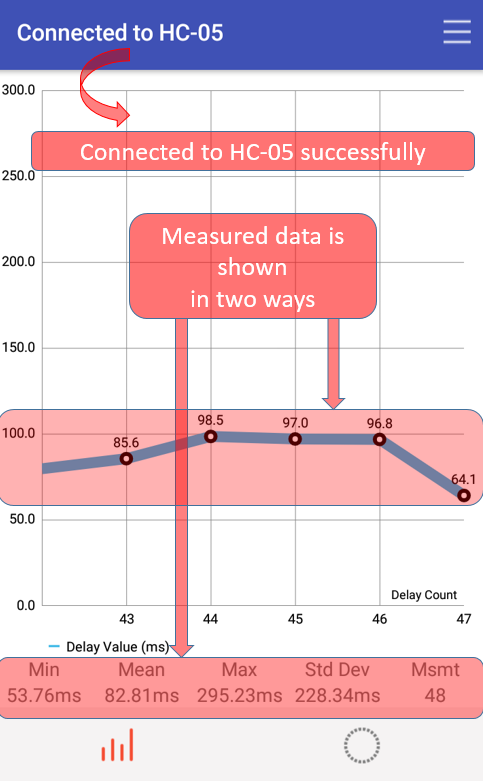 Connected to HC-05
300.0
Connected to HC-05 successfully
250.0
Measured data is
shown
in two ways
200.0
150.0
100.0
85.6
98.5
97.0
96.8
64.1
50.0
Delay Count
0.0
43 44 45 46 47
Delay Value (ms)
Min Mean Max Std Dev Msmt
53.76ms 82.81ms 295.23ms 228.34ms 48